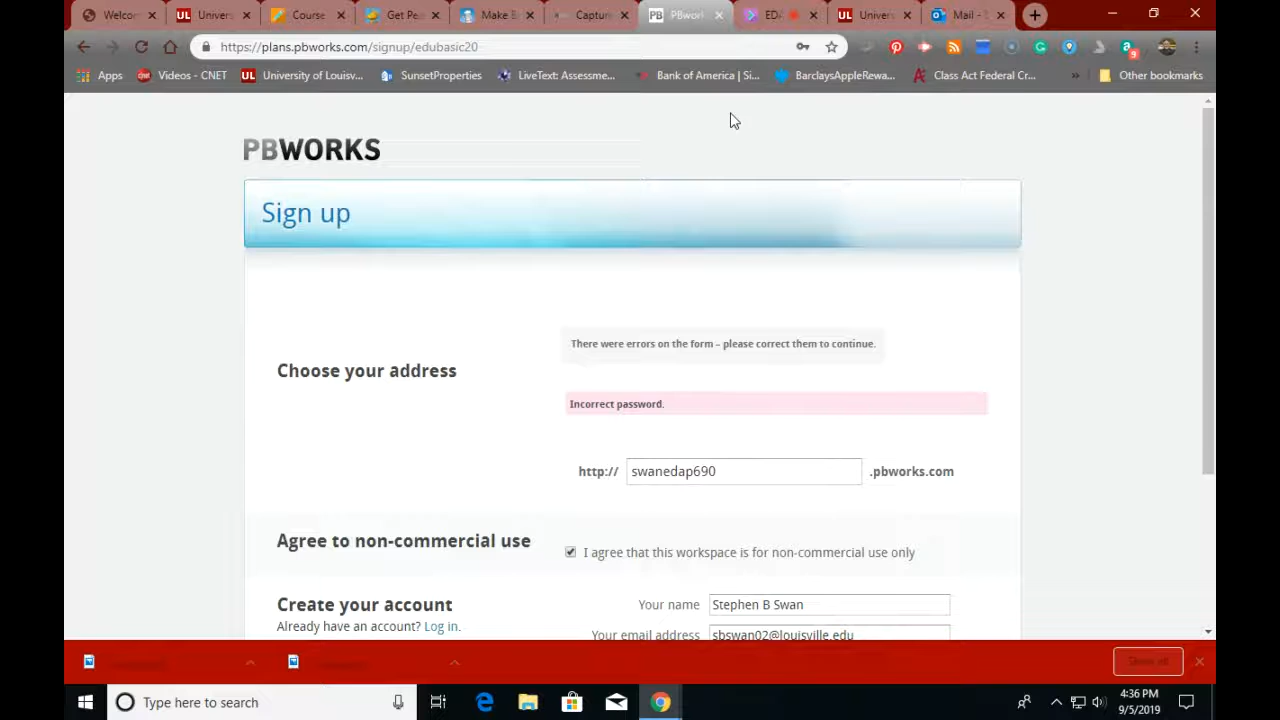 Welcom
Univers
Course
Get Pe
Make E
Captur
PB PBwork
EDA
Univers
Mail -
https://plans.pbworks.com/signup/edubasic20
Apps
Videos - CNET
University of Louisv...
SunsetProperties
LiveText: Assessme...
Bank of America | Si...
BarclaysAppleRewa...
Class Act Federal Cr...
»
Other bookmarks
PBWORKS
Sign up
There were errors on the form – please correct them to continue.
Choose your address
Incorrect password.
http:// swanedap690 .pbworks.com
Agree to non-commercial use
I agree that this workspace is for non-commercial use only
Create your account
Your name Stephen B Swan
Already have an account? Log in.
Your email address sbswan02@louisville.edu
Show all
Type here to search
4:36 PM
9/5/2019